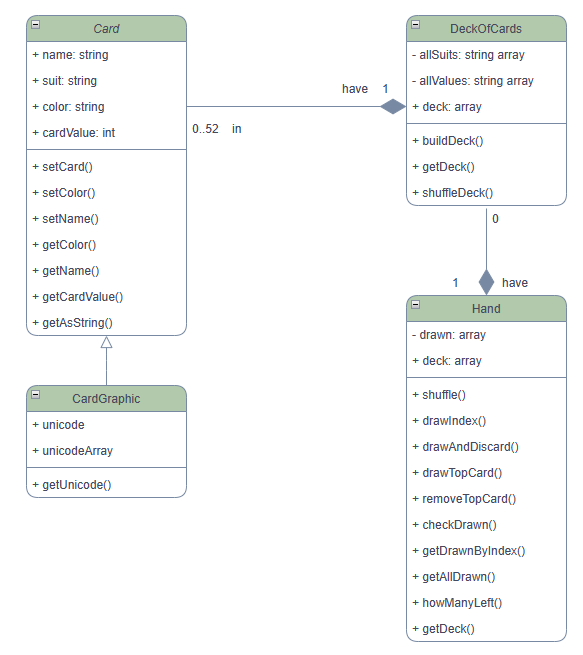 Card
+ name: string
+ suit: string
+ color: string
+ cardValue: int
+ setCard()
+ setColor()
+ setName()
+ getColor()
+ getName()
+ getCardValue()
+ getAsString()
have 1
0..52 in
DeckOfCards
- allSuits: string array
- allValues: string array
+ deck: array
+ buildDeck()
+ getDeck()
+ shuffleDeck()
0
1 have
CardGraphic
+ unicode
+ unicodeArray
+ getUnicode()
Hand
- drawn: array
+ deck: array
+ shuffle()
+ drawIndex()
+ drawAndDiscard()
+ drawTopCard()
+ removeTopCard()
+ checkDrawn()
+ getDrawnByIndex()
+ getAllDrawn()
+ howManyLeft()
+ getDeck()